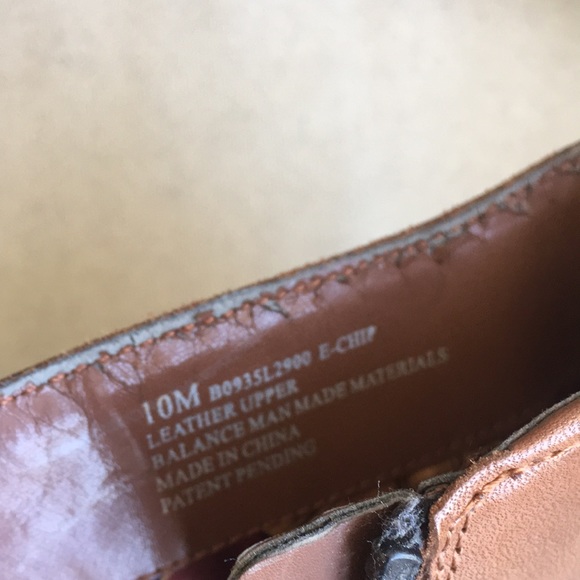 10M B0935L2900 E-CHIP
LEATHER UPPER
BALANCE MAN MADE MATERIALS
MADE IN CHINA
PATENT PENDING